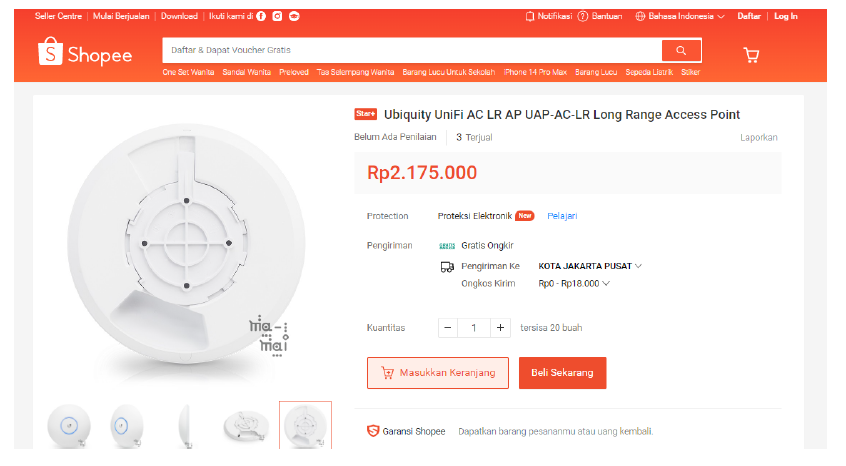 Seller Centre | Mulai Berjualan | Download | Ikuti kami di
Notifikasi Bantuan Bahasa Indonesia Daftar | Log In
Shopee
Daftar & Dapat Voucher Gratis
One Set Wanita Sandal Wanita Preloved Tas Selempang Wanita Barang Lucu Untuk Sekolah iPhone 14 Pro Max Barang Lucu Sepeda Listrik Stiker
Star+ Ubiquity UniFi AC LR AP UAP-AC-LR Long Range Access Point
Belum Ada Penilaian 3 Terjual Laporkan
Rp2.175.000
Protection Proteksi Elektronik New Pelajari
Pengiriman Gratis Ongkir
Pengiriman Ke KOTA JAKARTA PUSAT
Ongkos Kirim Rp0 - Rp18.000
Kuantitas − 1 + tersisa 20 buah
ma-i
mai
Masukkan Keranjang Beli Sekarang
Garansi Shopee Dapatkan barang pesananmu atau uang kembali.